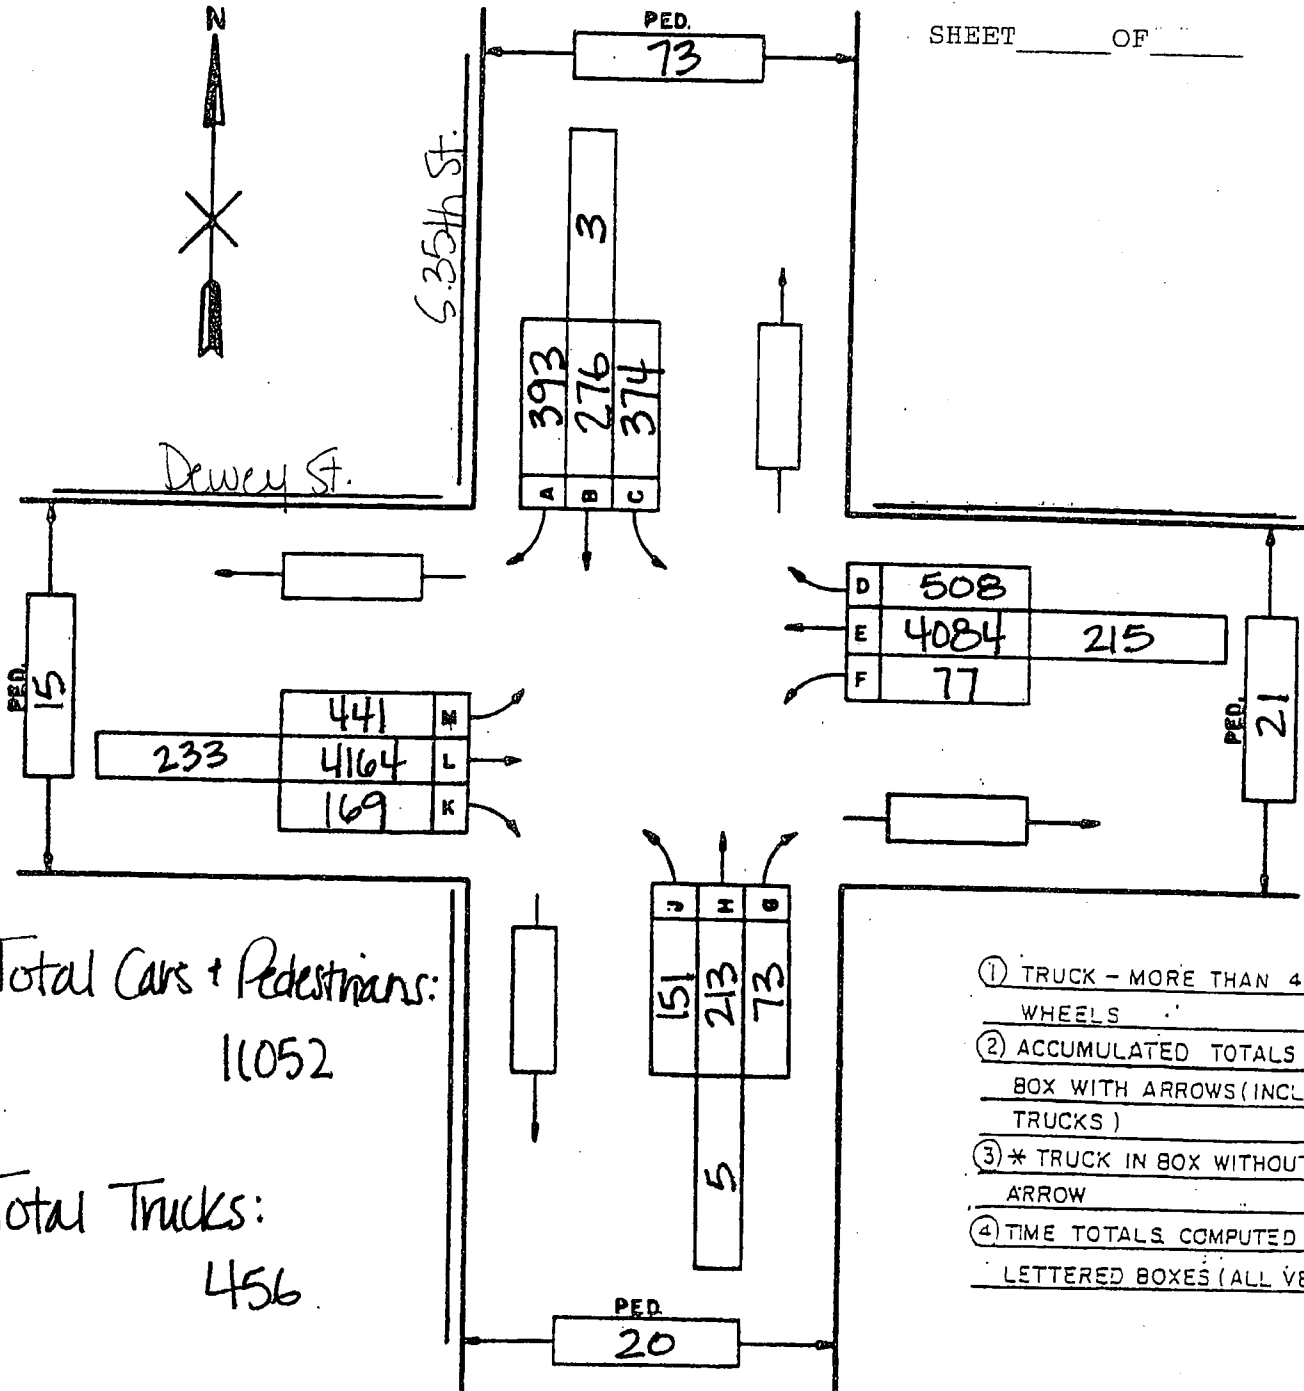 N
PED.
73
SHEET OF
S. 35th St.
3
393 276 374
A B C
Dewey St.
D 508
E 4084 215
F 77
PED. 15
PED. 21
441 M
233 4164 L
169 K
J H G
151 213 73
5
Total Cars + Pedestrians:
11052
Total Trucks:
456
① TRUCK - MORE THAN 4
WHEELS
② ACCUMULATED TOTALS
BOX WITH ARROWS (INCL
TRUCKS)
③ * TRUCK IN BOX WITHOUT
ARROW
④ TIME TOTALS COMPUTED
LETTERED BOXES (ALL VE
PED.
20